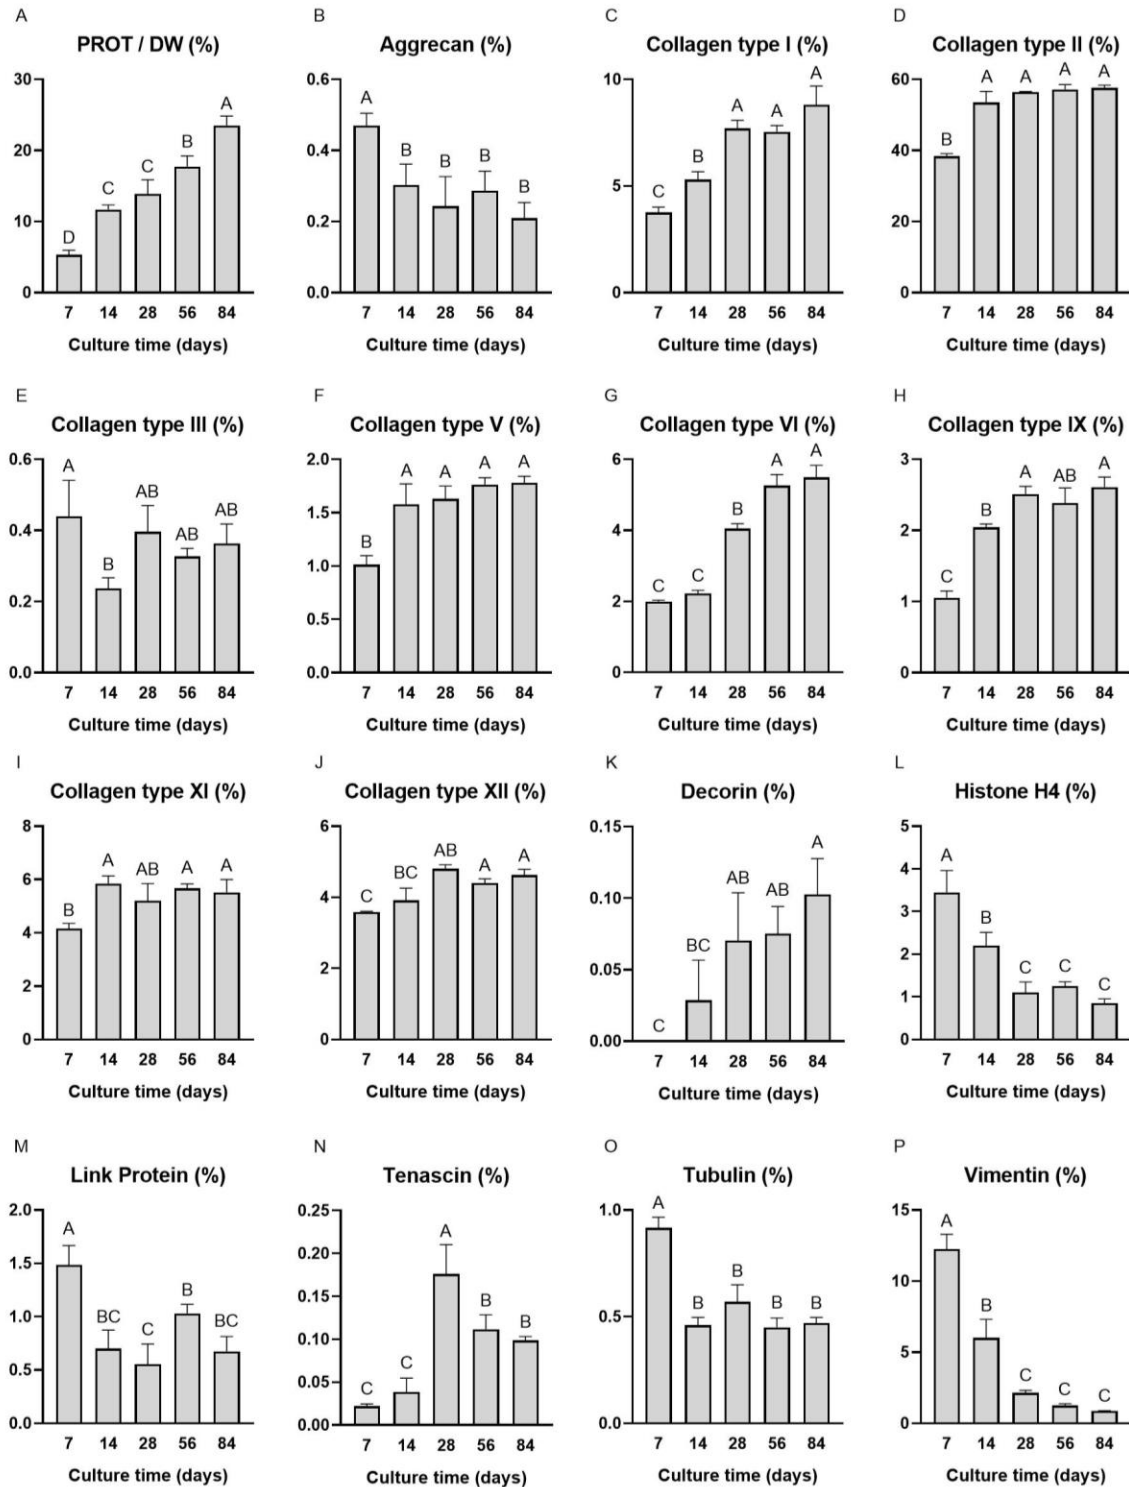 A
PROT / DW (%)
30
20
10
0
D
C
C
B
A
7 14 28 56 84
Culture time (days)
B
Aggrecan (%)
0.6
0.4
0.2
0.0
A
B
B
B
B
7 14 28 56 84
Culture time (days)
C
Collagen type I (%)
10
5
0
C
B
A
A
A
7 14 28 56 84
Culture time (days)
D
Collagen type II (%)
60
40
20
0
B
A
A
A
A
7 14 28 56 84
Culture time (days)
E
Collagen type III (%)
0.6
0.4
0.2
0.0
A
B
AB
AB
AB
7 14 28 56 84
Culture time (days)
F
Collagen type V (%)
2.0
1.5
1.0
0.5
0.0
B
A
A
A
A
7 14 28 56 84
Culture time (days)
G
Collagen type VI (%)
6
4
2
0
C
C
B
A
A
7 14 28 56 84
Culture time (days)
H
Collagen type IX (%)
3
2
1
0
C
B
A
AB
A
7 14 28 56 84
Culture time (days)
I
Collagen type XI (%)
8
6
4
2
0
B
A
AB
A
A
7 14 28 56 84
Culture time (days)
J
Collagen type XII (%)
6
4
2
0
C
BC
AB
A
A
7 14 28 56 84
Culture time (days)
K
Decorin (%)
0.15
0.10
0.05
0.00
C
BC
AB
AB
A
7 14 28 56 84
Culture time (days)
L
Histone H4 (%)
5
4
3
2
1
0
A
B
C
C
C
7 14 28 56 84
Culture time (days)
M
Link Protein (%)
2.0
1.5
1.0
0.5
0.0
A
BC
C
B
BC
7 14 28 56 84
Culture time (days)
N
Tenascin (%)
0.25
0.20
0.15
0.10
0.05
0.00
C
C
A
B
B
7 14 28 56 84
Culture time (days)
O
Tubulin (%)
1.0
0.5
0.0
A
B
B
B
B
7 14 28 56 84
Culture time (days)
P
Vimentin (%)
15
10
5
0
A
B
C
C
C
7 14 28 56 84
Culture time (days)